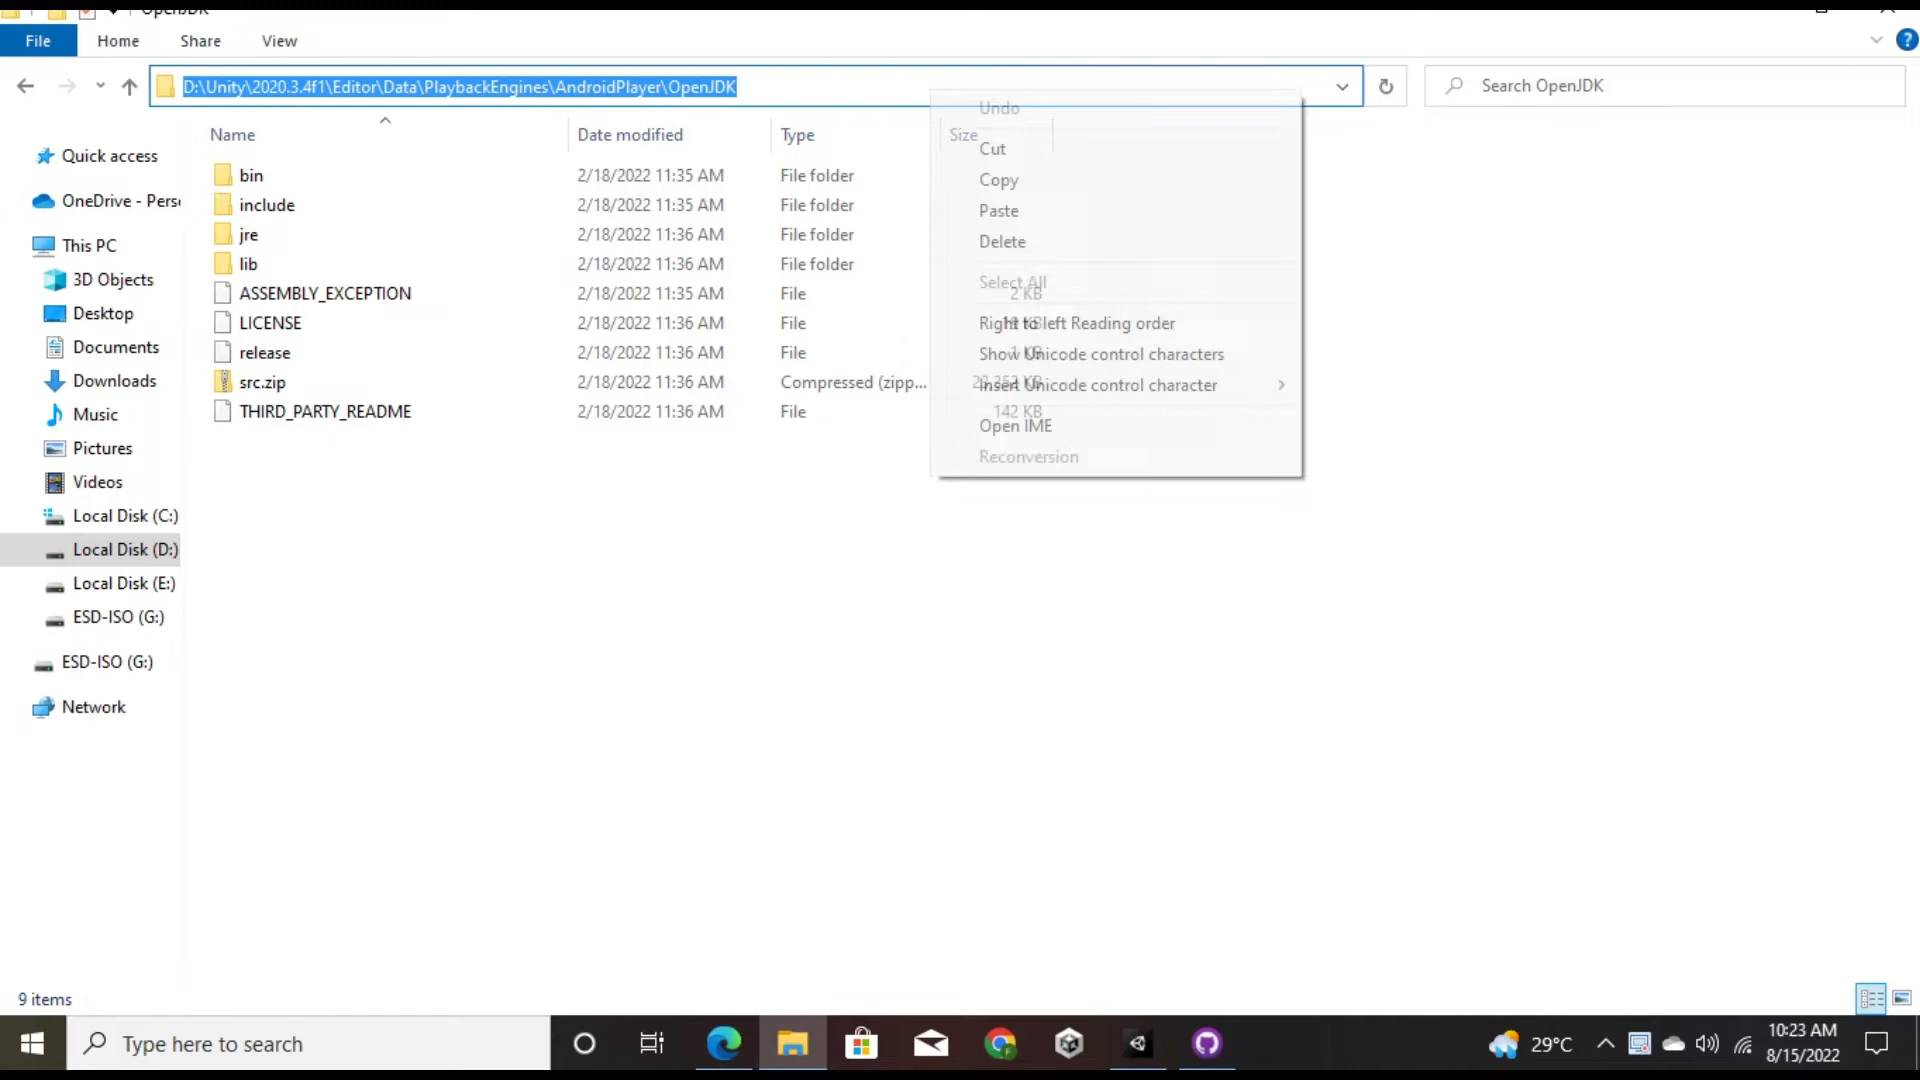 OpenJDK
File Home Share View
D:\Unity\2020.3.4f1\Editor\Data\PlaybackEngines\AndroidPlayer\OpenJDK
Search OpenJDK
Name Date modified Type Size
Quick access
OneDrive - Pers
This PC
3D Objects
Desktop
Documents
Downloads
Music
Pictures
Videos
Local Disk (C:)
Local Disk (D:)
Local Disk (E:)
ESD-ISO (G:)
ESD-ISO (G:)
Network
bin 2/18/2022 11:35 AM File folder
include 2/18/2022 11:35 AM File folder
jre 2/18/2022 11:36 AM File folder
lib 2/18/2022 11:36 AM File folder
ASSEMBLY_EXCEPTION 2/18/2022 11:35 AM File 2 KB
LICENSE 2/18/2022 11:36 AM File KB
release 2/18/2022 11:36 AM File 1 KB
src.zip 2/18/2022 11:36 AM Compressed (zipp... KB
THIRD_PARTY_README 2/18/2022 11:36 AM File 142 KB
Undo
Cut
Copy
Paste
Delete
Select All
Right to left Reading order
Show Unicode control characters
Insert Unicode control character
Open IME
Reconversion
9 items
Type here to search
29°C
10:23 AM
8/15/2022